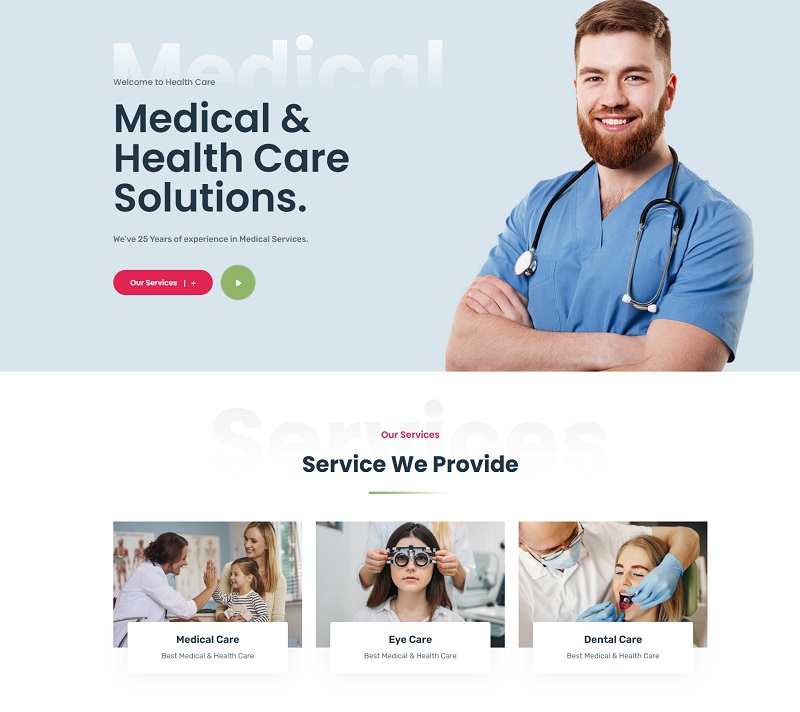 Medical
Welcome to Health Care
Medical &
Health Care
Solutions.
We've 25 Years of experience in Medical Services.
Our Services | +
Services
Our Services
Service We Provide
Medical Care
Best Medical & Health Care
Eye Care
Best Medical & Health Care
Dental Care
Best Medical & Health Care